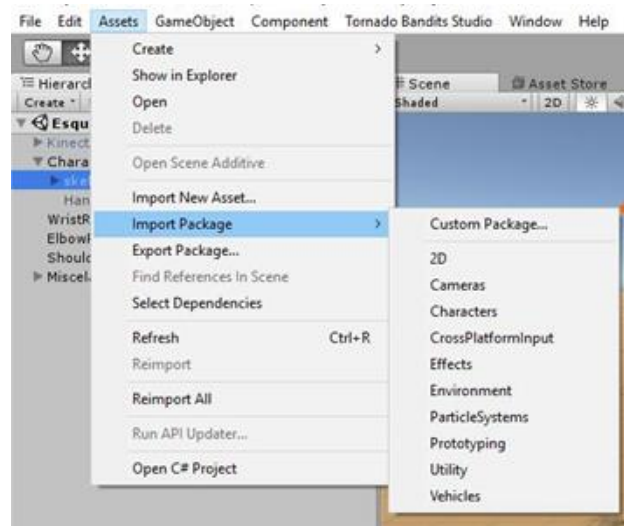 File Edit Assets GameObject Component Tornado Bandits Studio Window Help
Hierarc
Create
Esqu
Kinect
Chara
Han
WristR
Elbow
Should
Miscel
Create
Show in Explorer
Open
Delete
Open Scene Additive
Import New Asset...
Import Package
Export Package...
Find References In Scene
Select Dependencies
Refresh Ctrl+R
Reimport
Reimport All
Run API Updater...
Open C# Project
Scene Asset Store
Shaded 2D
Custom Package...
2D
Cameras
Characters
CrossPlatformInput
Effects
Environment
ParticleSystems
Prototyping
Utility
Vehicles